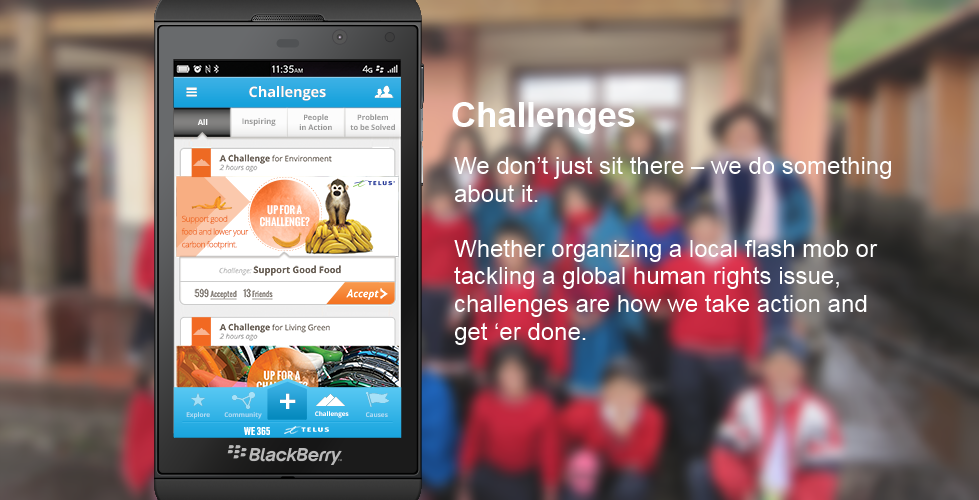 11:35AM
4G
Challenges
All
Inspiring
People
in Action
Problem
to be Solved
A Challenge for Environment
2 hours ago
TELUS
Support good
food and lower your
carbon footprint.
UP FOR A
CHALLENGE?
Challenge: Support Good Food
599 Accepted 13 Friends
Accept
A Challenge for Living Green
2 hours ago
UP FOR A
CHALLENGE?
Explore
Community
+
Challenges
Causes
WE 365
TELUS
BlackBerry
Challenges
We don’t just sit there – we do something
about it.
Whether organizing a local flash mob or
tackling a global human rights issue,
challenges are how we take action and
get ‘er done.